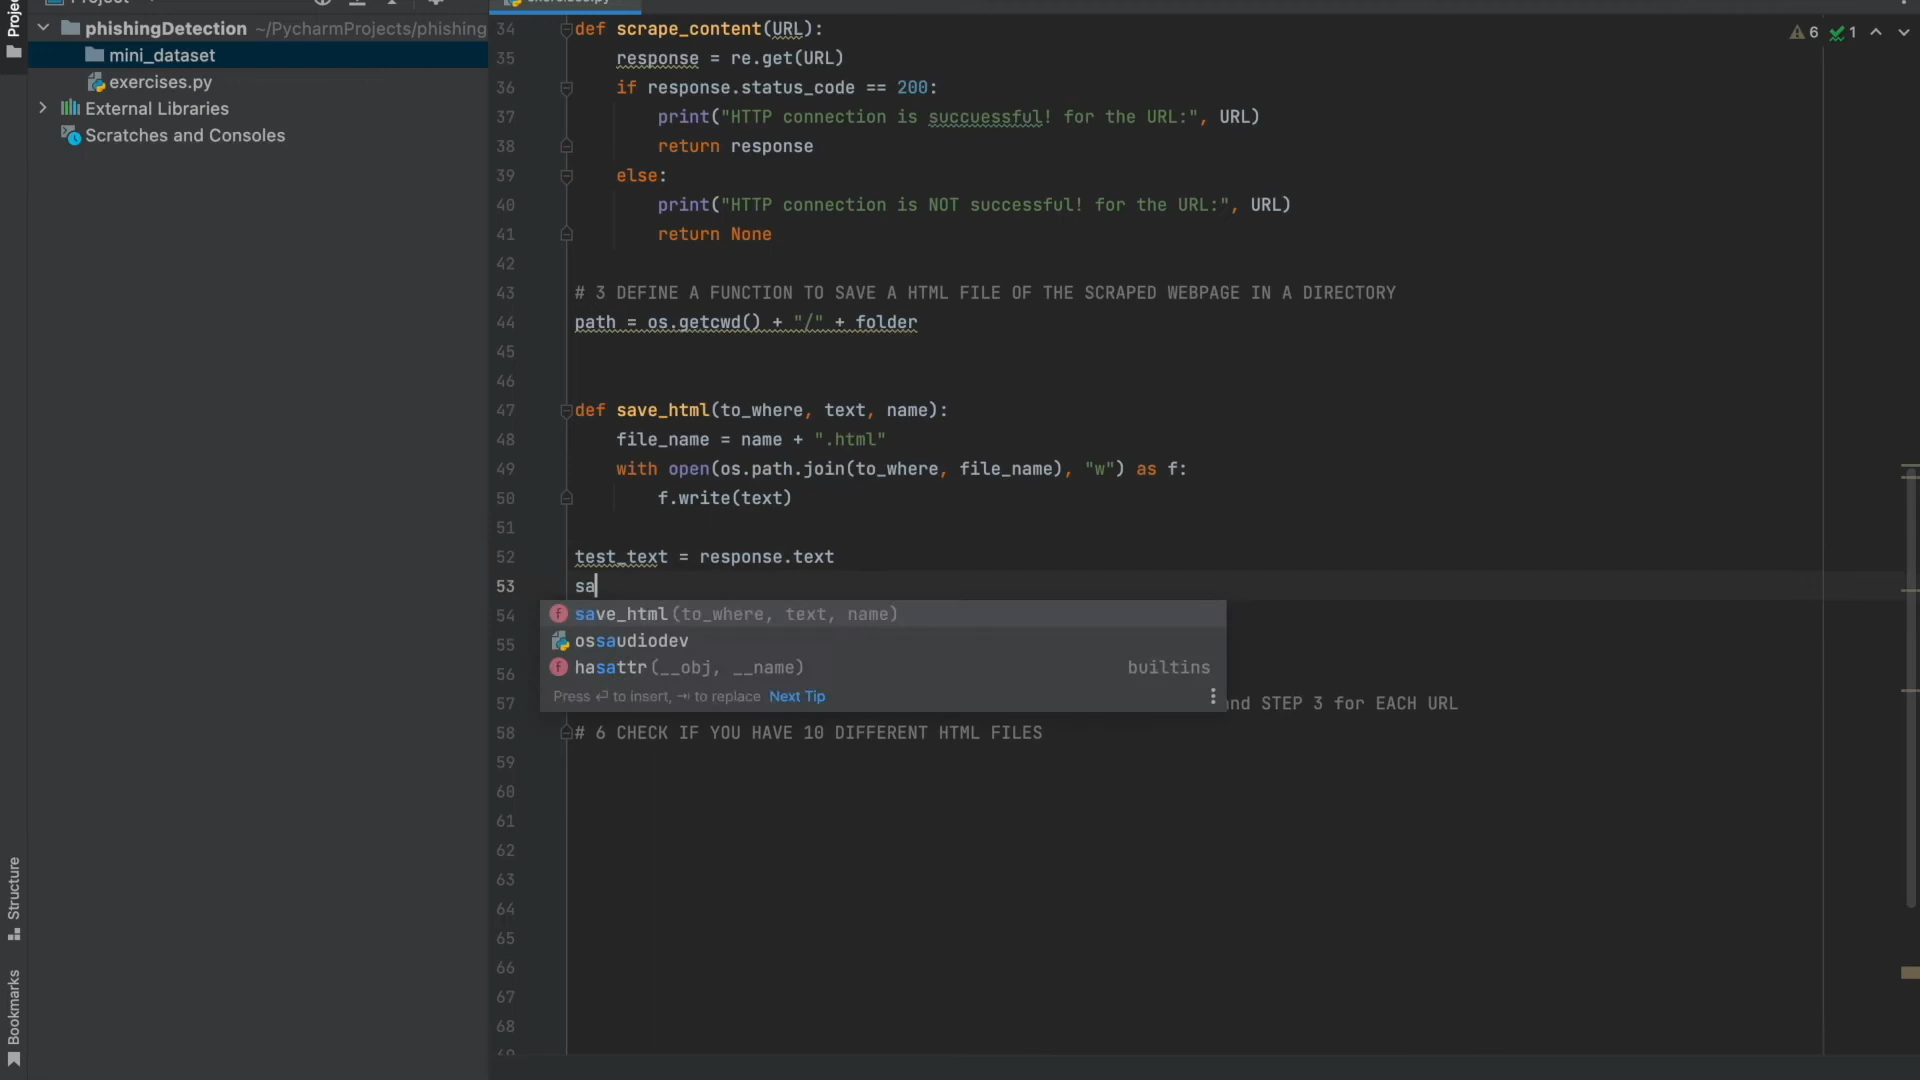 Project
phishingDetection ~/PycharmProjects/phishing
mini_dataset
exercises.py
External Libraries
Scratches and Consoles
Structure
Bookmarks
exercises.py
6 1
34 def scrape_content(URL):
35 response = re.get(URL)
36 if response.status_code == 200:
37 print("HTTP connection is succuessful! for the URL:", URL)
38 return response
39 else:
40 print("HTTP connection is NOT successful! for the URL:", URL)
41 return None
42
43 # 3 DEFINE A FUNCTION TO SAVE A HTML FILE OF THE SCRAPED WEBPAGE IN A DIRECTORY
44 path = os.getcwd() + "/" + folder
45
46
47 def save_html(to_where, text, name):
48 file_name = name + ".html"
49 with open(os.path.join(to_where, file_name), "w") as f:
50 f.write(text)
51
52 test_text = response.text
53 sa
54 save_html(to_where, text, name)
55 ossaudiodev
56 hasattr(__obj, __name) builtins
Press ⏎ to insert, ⇥ to replace Next Tip
57 and STEP 3 for EACH URL
58 # 6 CHECK IF YOU HAVE 10 DIFFERENT HTML FILES
59
60
61
62
63
64
65
66
67
68